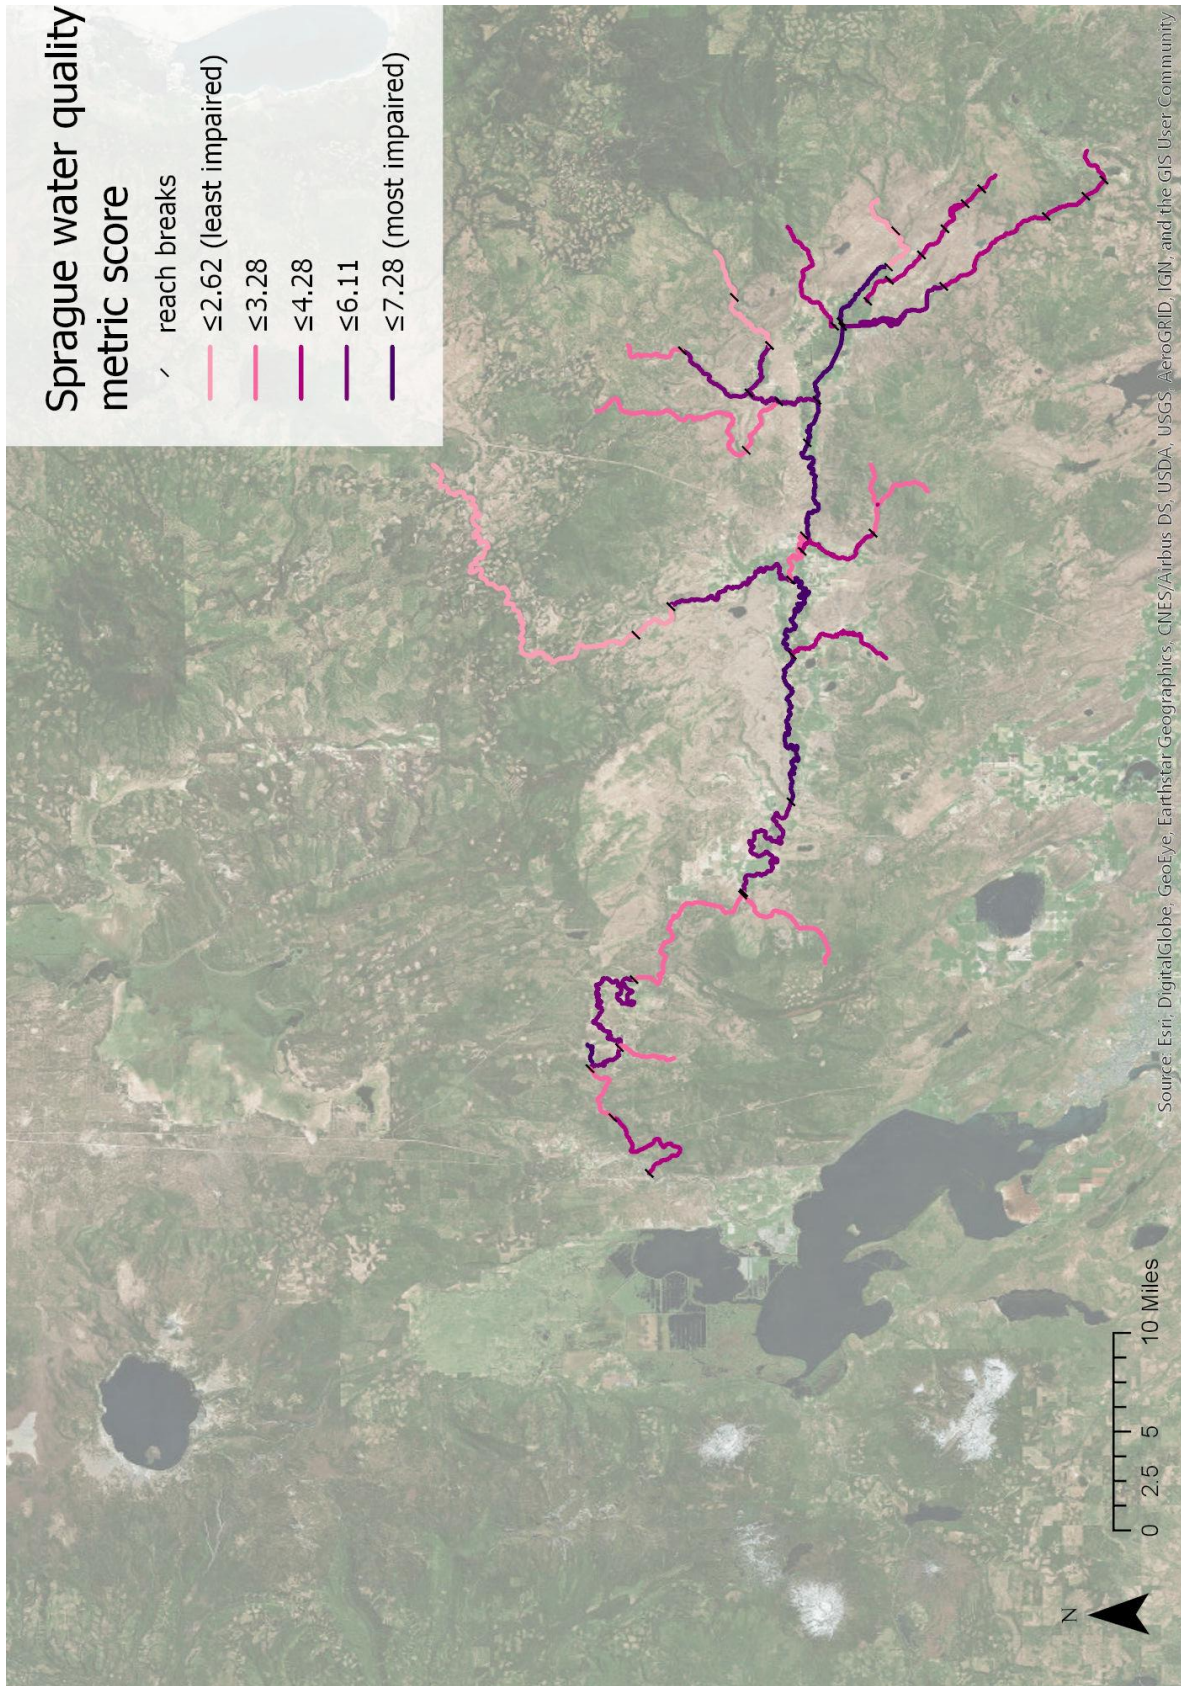 Sprague water quality
metric score
reach breaks
≤2.62 (least impaired)
≤3.28
≤4.28
≤6.11
≤7.28 (most impaired)
N
0 2.5 5 10 Miles
Source: Esri, DigitalGlobe, GeoEye, Earthstar Geographics, CNES/Airbus DS, USDA, USGS, AeroGRID, IGN, and the GIS User Community